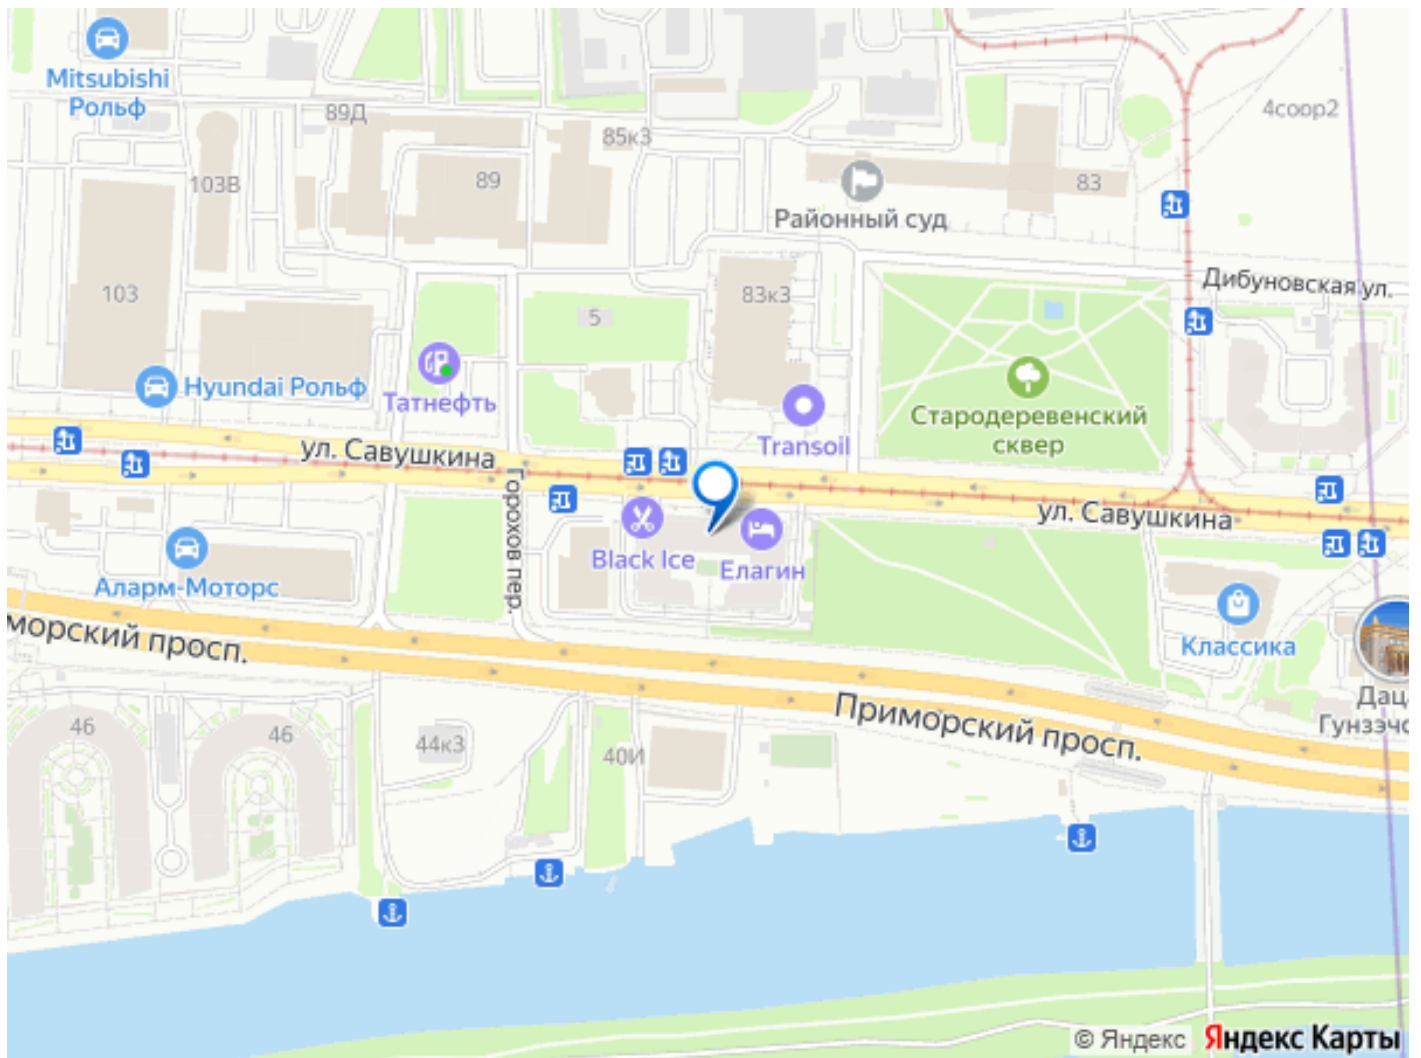 Mitsubishi
Рольф
89Д
85к3
4соор2
103В
89
83
Районный суд
Дибуновская ул.
103
5
83к3
Hyundai Рольф
Татнефть
Transoil
Стародеревенский
сквер
ул. Савушкина
Горохов пер.
ул. Савушкина
Black Ice
Елагин
Аларм-Моторс
Классика
морский просп.
Приморский просп.
Даца
Гунзэчо
46
46
44к3
40И
© Яндекс
Яндекс Карты